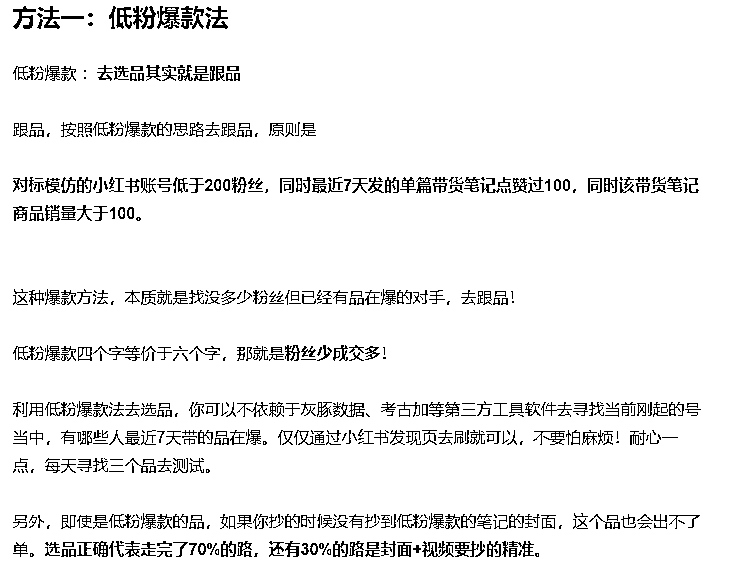 方法一：低粉爆款法
低粉爆款： 去选品其实就是跟品
跟品，按照低粉爆款的思路去跟品，原则是
对标模仿的小红书账号低于200粉丝，同时最近7天发的单篇带货笔记点赞过100，同时该带货笔记
商品销量大于100。
这种爆款方法，本质就是找没多少粉丝但已经有品在爆的对手，去跟品！
低粉爆款四个字等价于六个字，那就是粉丝少成交多！
利用低粉爆款法去选品，你可以不依赖于灰豚数据、考古加等第三方工具软件去寻找当前刚起的号
当中，有哪些人最近7天带的品在爆。仅仅通过小红书发现页去刷就可以，不要怕麻烦！耐心一
点，每天寻找三个品去测试。
另外，即使是低粉爆款的品，如果你抄的时候没有抄到低粉爆款的笔记的封面，这个品也会出不了
单。选品正确代表走完了70%的路，还有30%的路是封面+视频要抄的精准。